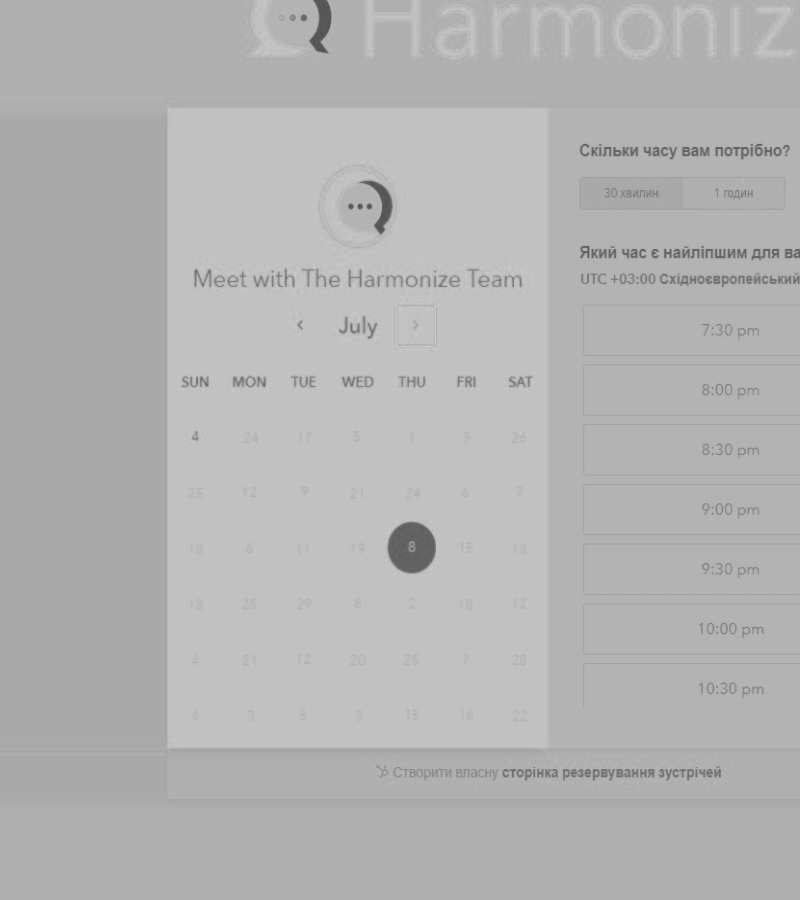 Harmoniz
Meet with The Harmonize Team
‹ July ›
SUN MON TUE WED THU FRI SAT
4 24 17 5 1 3 26
25 12 9 21 24 6 7
18 6 11 19 8 15 18
18 25 29 8 2 18 12
4 21 12 20 25 7 28
6 3 5 3 15 16 22
Скільки часу вам потрібно?
30 хвилин 1 годин
Який час є найліпшим для ва
UTC +03:00 Східноєвропейський
7:30 pm
8:00 pm
8:30 pm
9:00 pm
9:30 pm
10:00 pm
10:30 pm
Створити власну сторінка резервування зустрічей